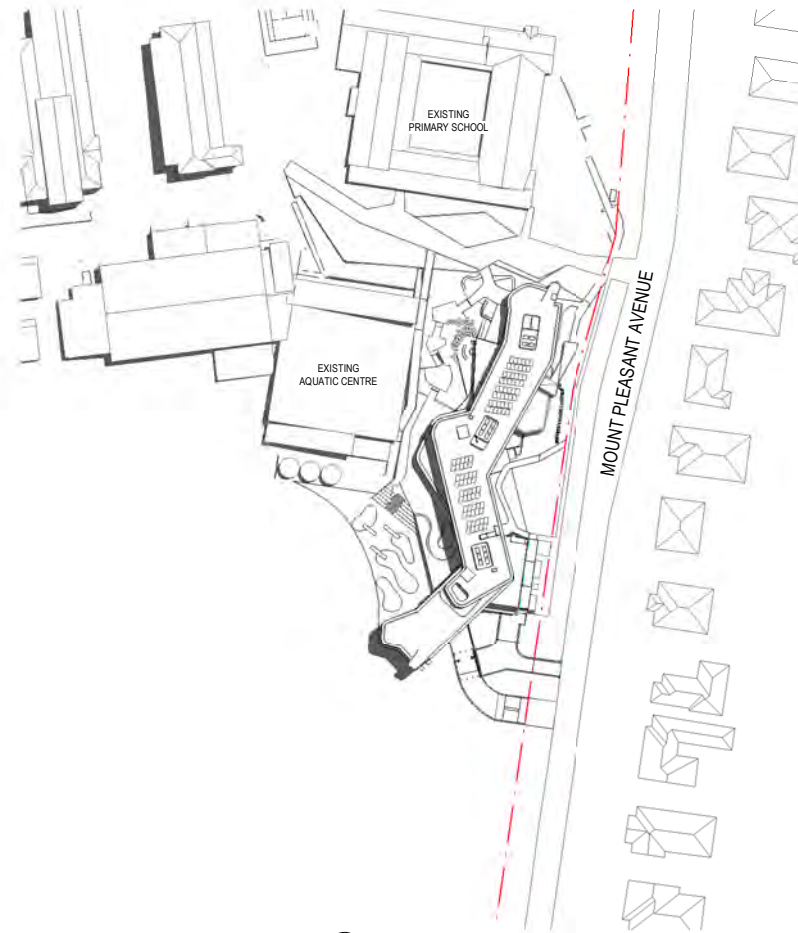 EXISTING
PRIMARY SCHOOL
MOUNT PLEASANT AVENUE
EXISTING
AQUATIC CENTRE